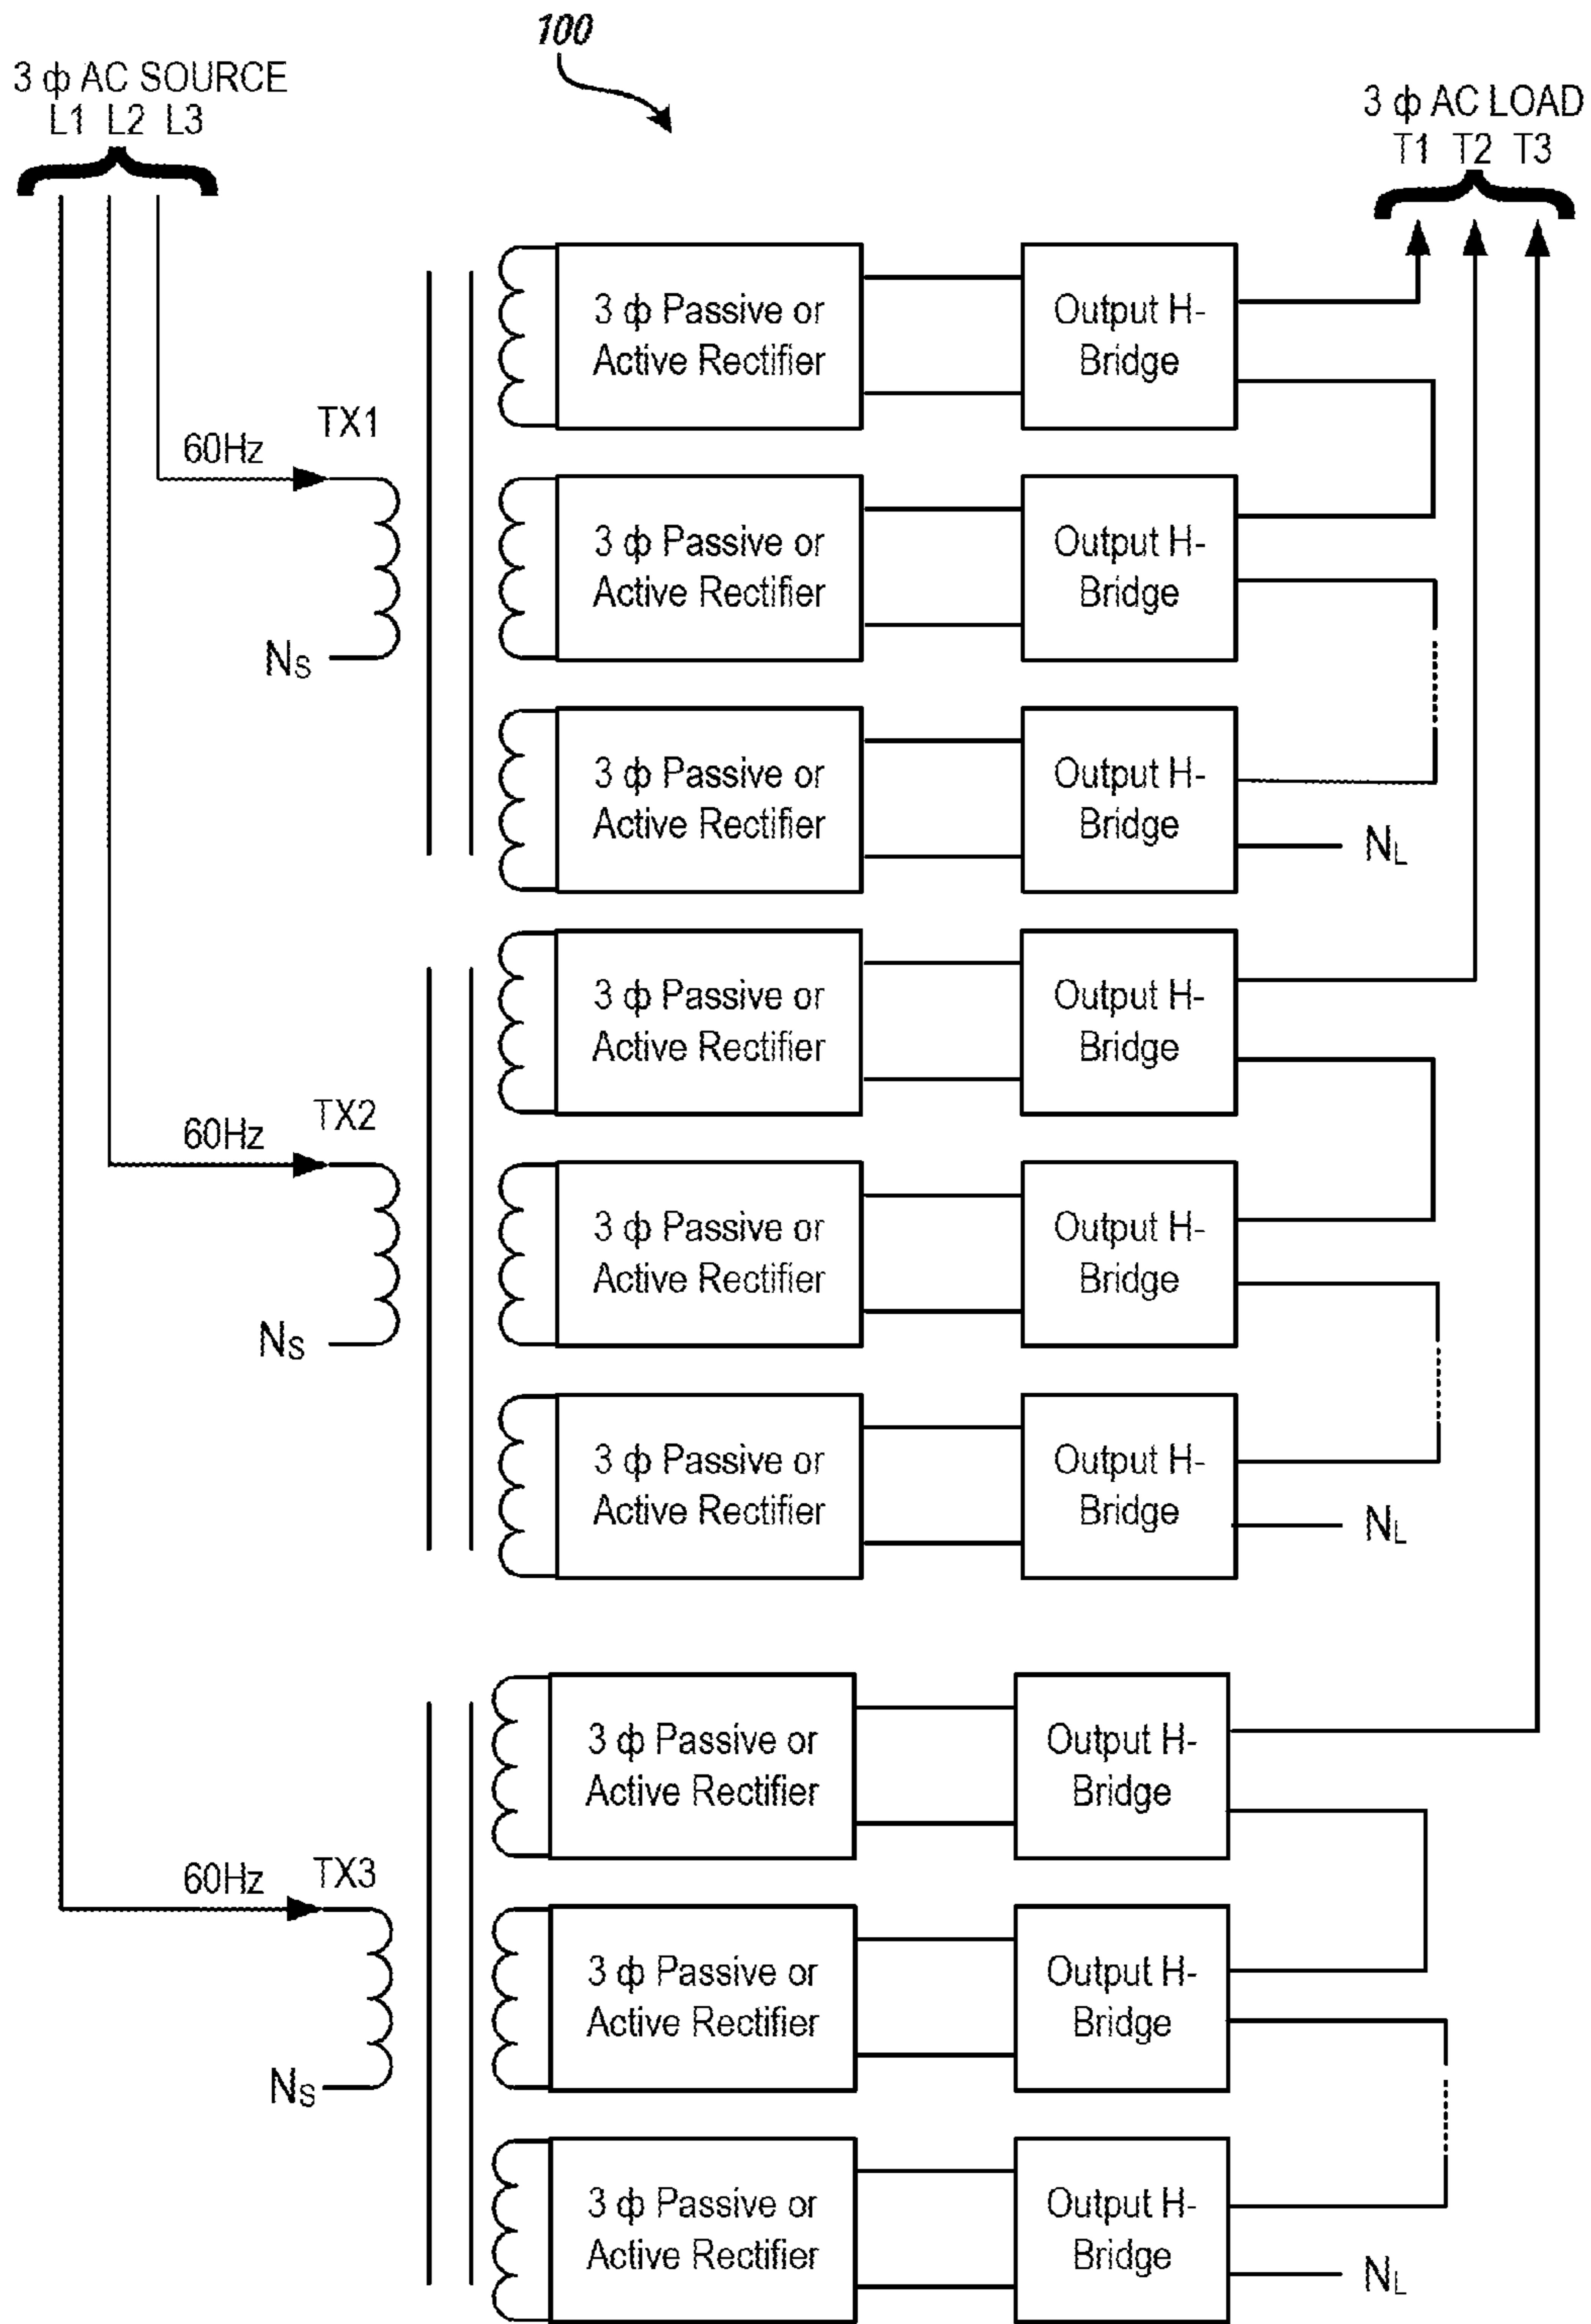 100
3 ф AC SOURCE
L1 L2 L3
3 ф AC LOAD
T1 T2 T3
3 ф Passive or
Active Rectifier
Output H-
Bridge
TX1
60Hz
3 ф Passive or
Active Rectifier
Output H-
Bridge
NS
3 ф Passive or
Active Rectifier
Output H-
Bridge
NL
3 ф Passive or
Active Rectifier
Output H-
Bridge
TX2
60Hz
3 ф Passive or
Active Rectifier
Output H-
Bridge
NS
3 ф Passive or
Active Rectifier
Output H-
Bridge
NL
3 ф Passive or
Active Rectifier
Output H-
Bridge
TX3
60Hz
3 ф Passive or
Active Rectifier
Output H-
Bridge
NS
3 ф Passive or
Active Rectifier
Output H-
Bridge
NL